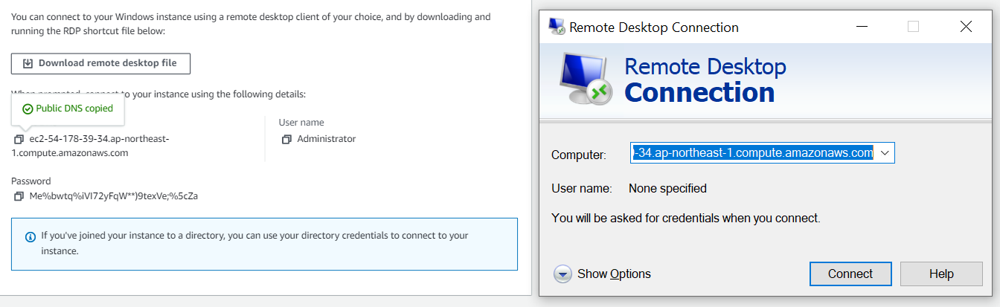 You can connect to your Windows instance using a remote desktop client of your choice, and by downloading and
running the RDP shortcut file below:
Download remote desktop file
When prompted, connect to your instance using the following details:
Public DNS copied
ec2-54-178-39-34.ap-northeast-
1.compute.amazonaws.com
User name
Administrator
Password
Me%bwtq%iVI72yFqW**)9texVe;%5cZa
If you've joined your instance to a directory, you can use your directory credentials to connect to your
instance.
Remote Desktop Connection
Remote Desktop
Connection
Computer:
-34.ap-northeast-1.compute.amazonaws.com
User name:
None specified
You will be asked for credentials when you connect.
Show Options
Connect
Help